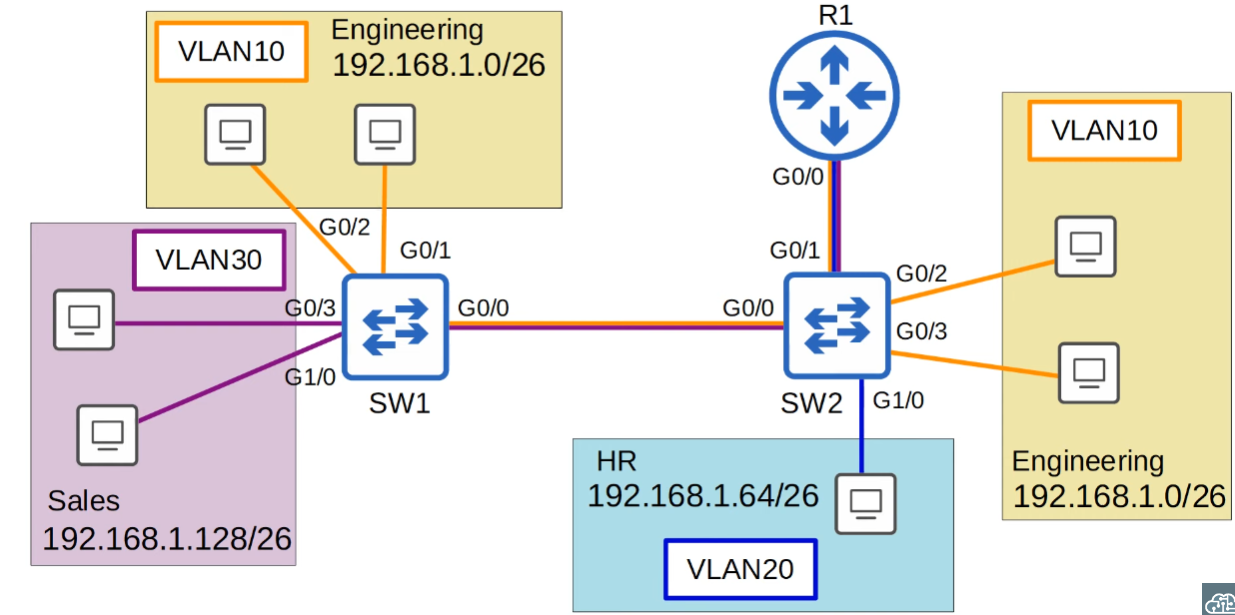 VLAN10
Engineering
192.168.1.0/26
R1
G0/0
VLAN10
G0/2
G0/1
G0/1
VLAN30
G0/2
G0/3
G0/0
G0/0
G0/3
G1/0
SW1
SW2
G1/0
Sales
192.168.1.128/26
HR
192.168.1.64/26
VLAN20
Engineering
192.168.1.0/26